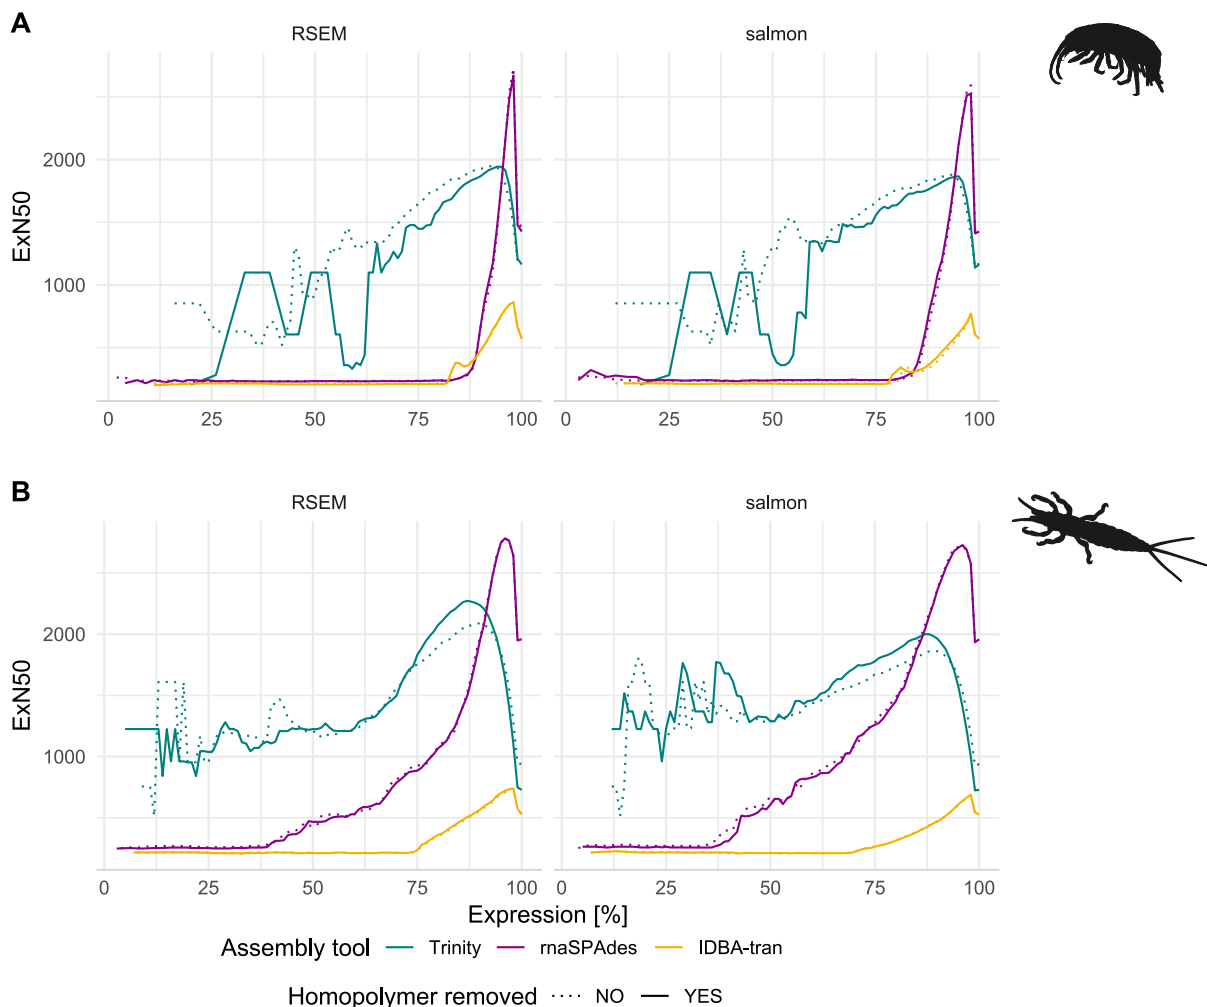 A
RSEM
salmon
ExN50
2000
1000
0
25
50
75
100
0
25
50
75
100
B
RSEM
salmon
ExN50
2000
1000
0
25
50
75
100
0
25
50
75
100
Expression [%]
Assembly tool Trinity rnaSPAdes IDBA-tran
Homopolymer removed NO YES